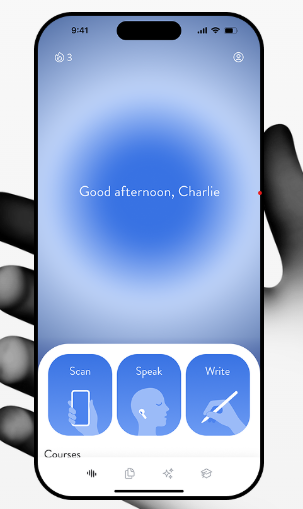 9:41
3
Good afternoon, Charlie
Scan Speak Write
Courses